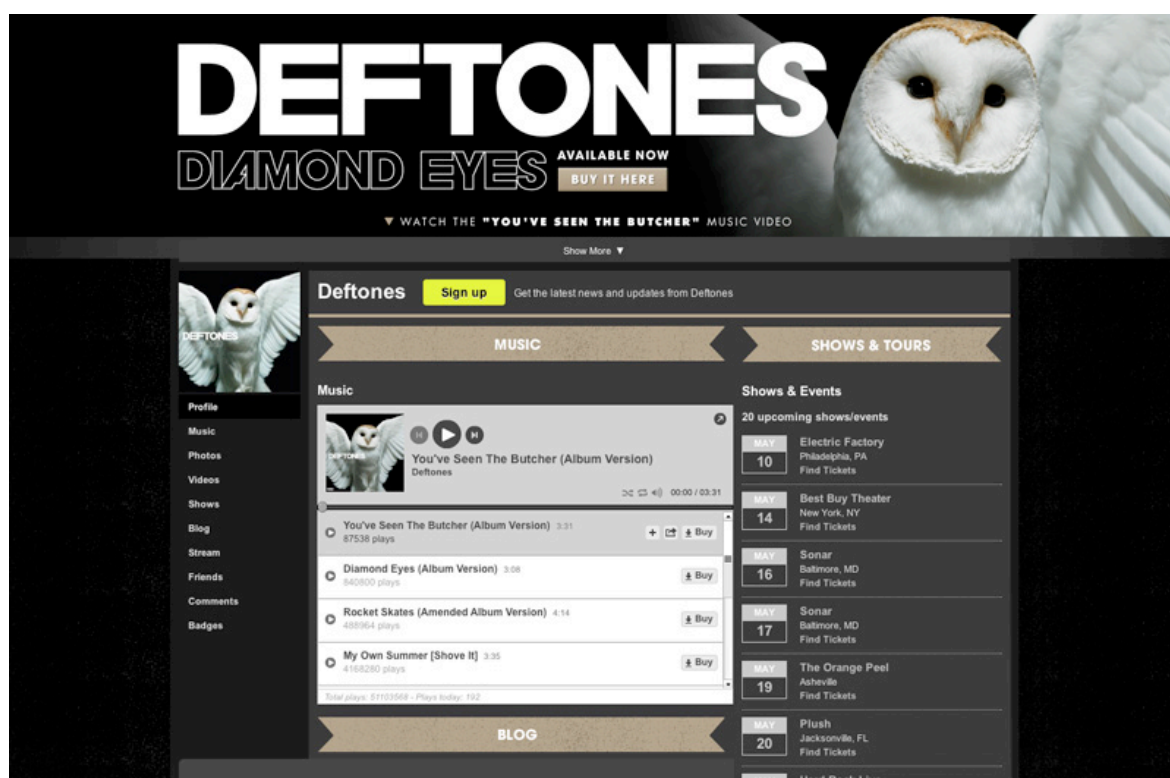 DEFTONES
DIAMOND EYES
AVAILABLE NOW
BUY IT HERE
▼ WATCH THE "YOU'VE SEEN THE BUTCHER" MUSIC VIDEO
Show More ▼
DEFTONES
Profile
Music
Photos
Videos
Shows
Blog
Stream
Friends
Comments
Badges
Deftones
Sign up
Get the latest news and updates from Deftones
MUSIC
Music
DEFTONES
You've Seen The Butcher (Album Version)
Deftones
00:00 / 03:31
You've Seen The Butcher (Album Version) 3:31
87538 plays
Buy
Diamond Eyes (Album Version) 3:08
840800 plays
Buy
Rocket Skates (Amended Album Version) 4:14
488964 plays
Buy
My Own Summer [Shove It] 3:35
4168280 plays
Buy
Total plays: 51103568 - Plays today: 192
BLOG
SHOWS & TOURS
Shows & Events
20 upcoming shows/events
MAY
10
Electric Factory
Philadelphia, PA
Find Tickets
MAY
14
Best Buy Theater
New York, NY
Find Tickets
MAY
16
Sonar
Baltimore, MD
Find Tickets
MAY
17
Sonar
Baltimore, MD
Find Tickets
MAY
19
The Orange Peel
Asheville
Find Tickets
MAY
20
Plush
Jacksonville, FL
Find Tickets